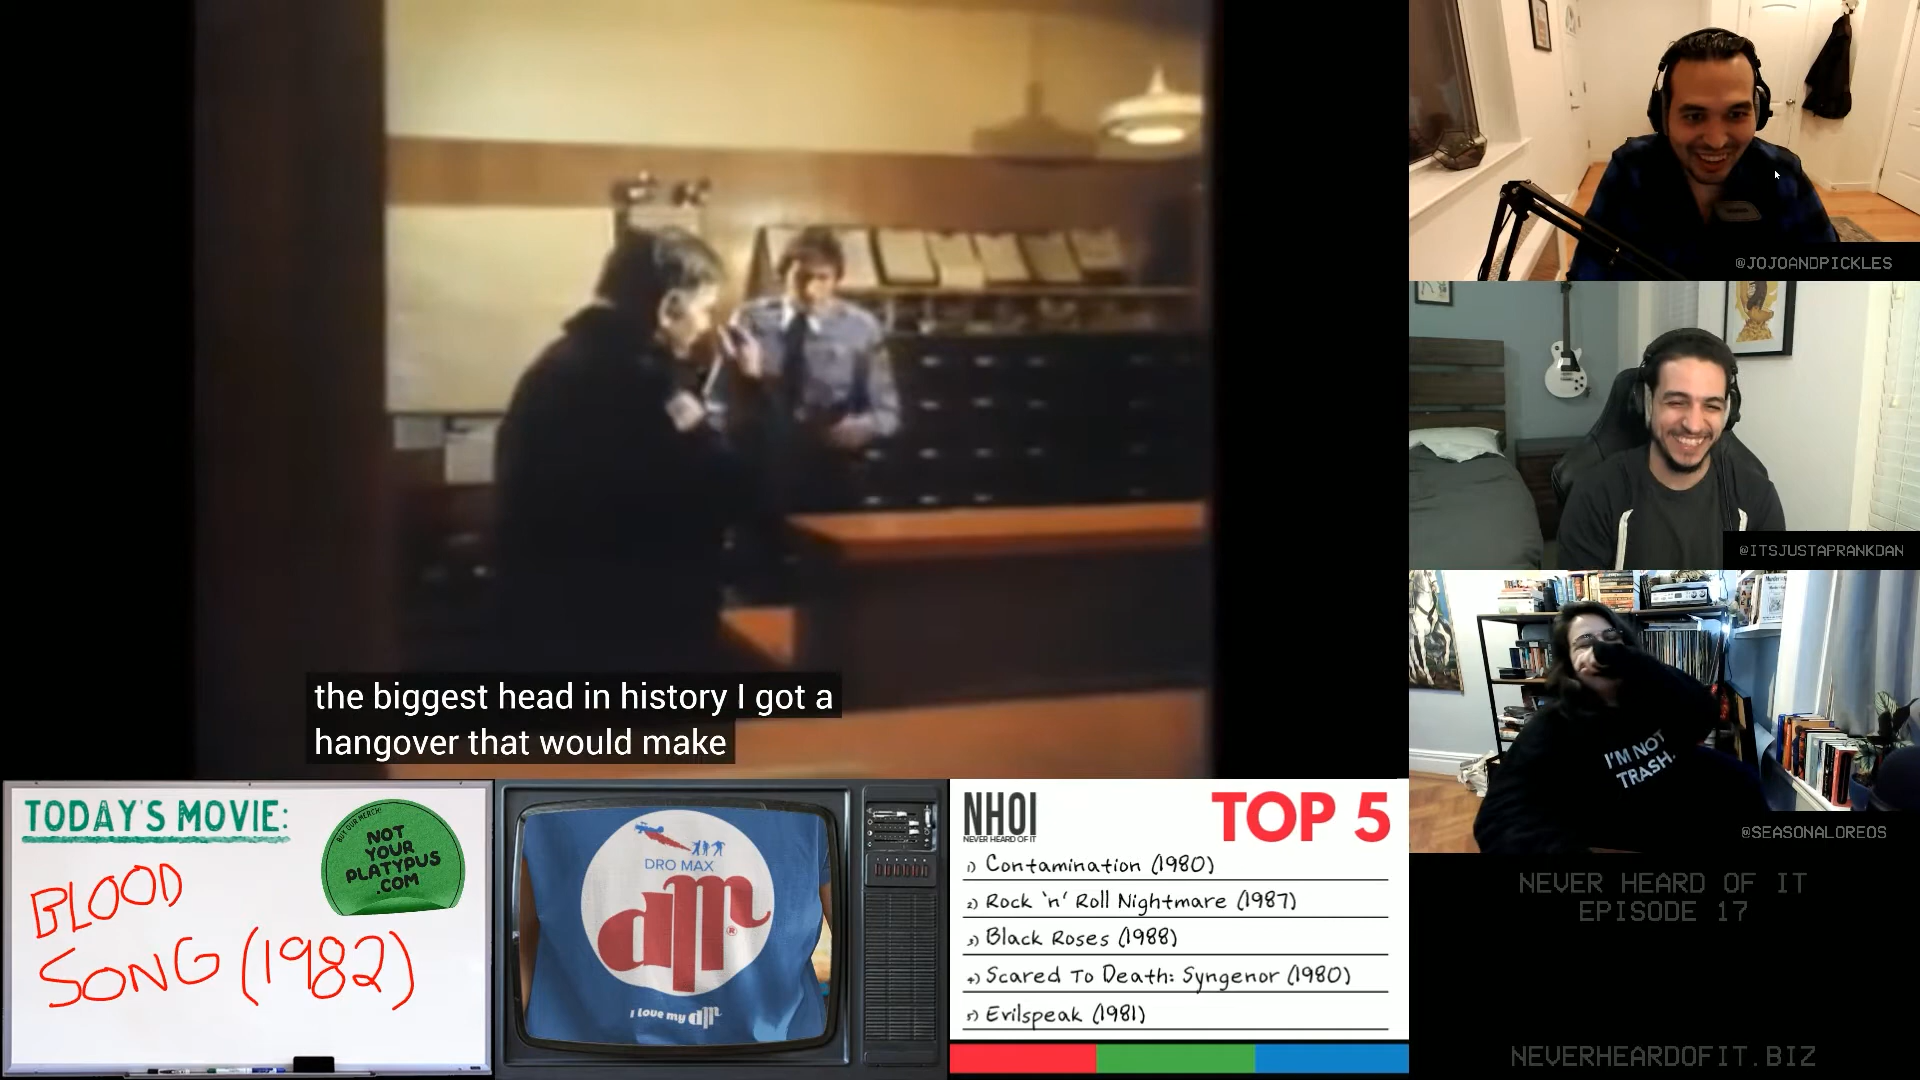 @JOJOANDPICKLES
@ITSJUSTAPRANKDAN
I'M NOT
TRASH.
@SEASONALOREOS
the biggest head in history I got a
hangover that would make
TODAY'S MOVIE:
BUY OUR MERCH!
NOT
YOUR
PLATYPUS
.COM
BLOOD
SONG (1982)
DRO MAX
dm®
I love my dm
NHOI
NEVER HEARD OF IT
TOP 5
1) Contamination (1980)
2) Rock 'n' Roll Nightmare (1987)
3) Black Roses (1988)
4) Scared To Death: Syngenor (1980)
5) Evilspeak (1981)
NEVER HEARD OF IT
EPISODE 17
NEVERHEARDOFIT.BIZ